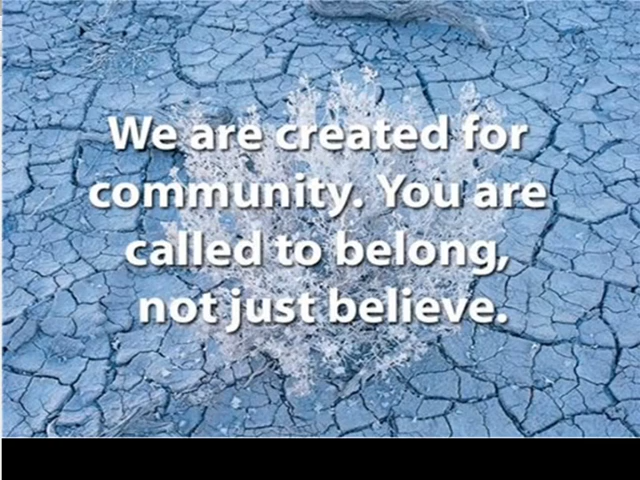 We are created for
community. You are
called to belong,
not just believe.